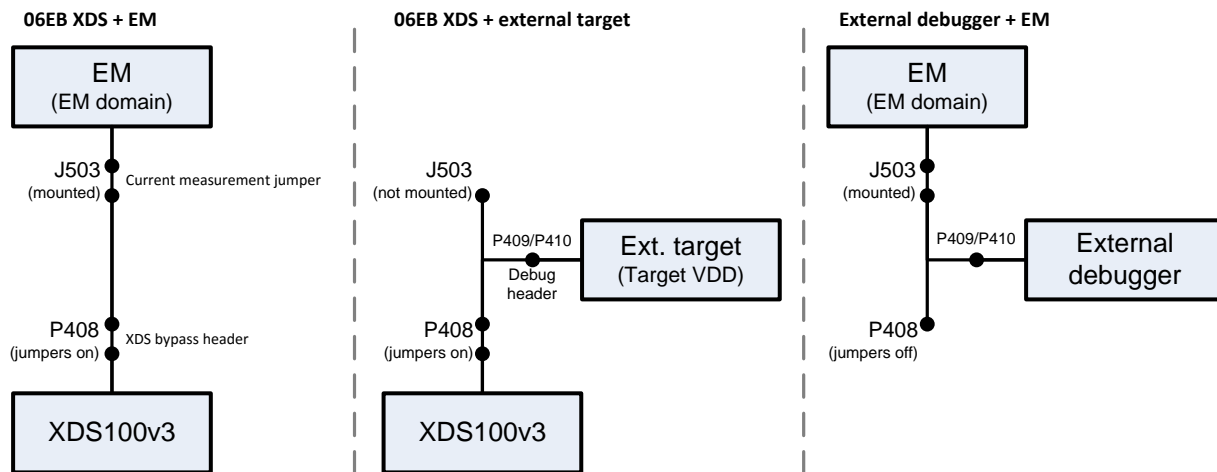 06EB XDS + EM
EM
(EM domain)
J503
(mounted)
Current measurement jumper
P408
(jumpers on)
XDS bypass header
XDS100v3
06EB XDS + external target
J503
(not mounted)
P409/P410
Debug
header
Ext. target
(Target VDD)
P408
(jumpers on)
XDS100v3
External debugger + EM
EM
(EM domain)
J503
(mounted)
P409/P410
External
debugger
P408
(jumpers off)